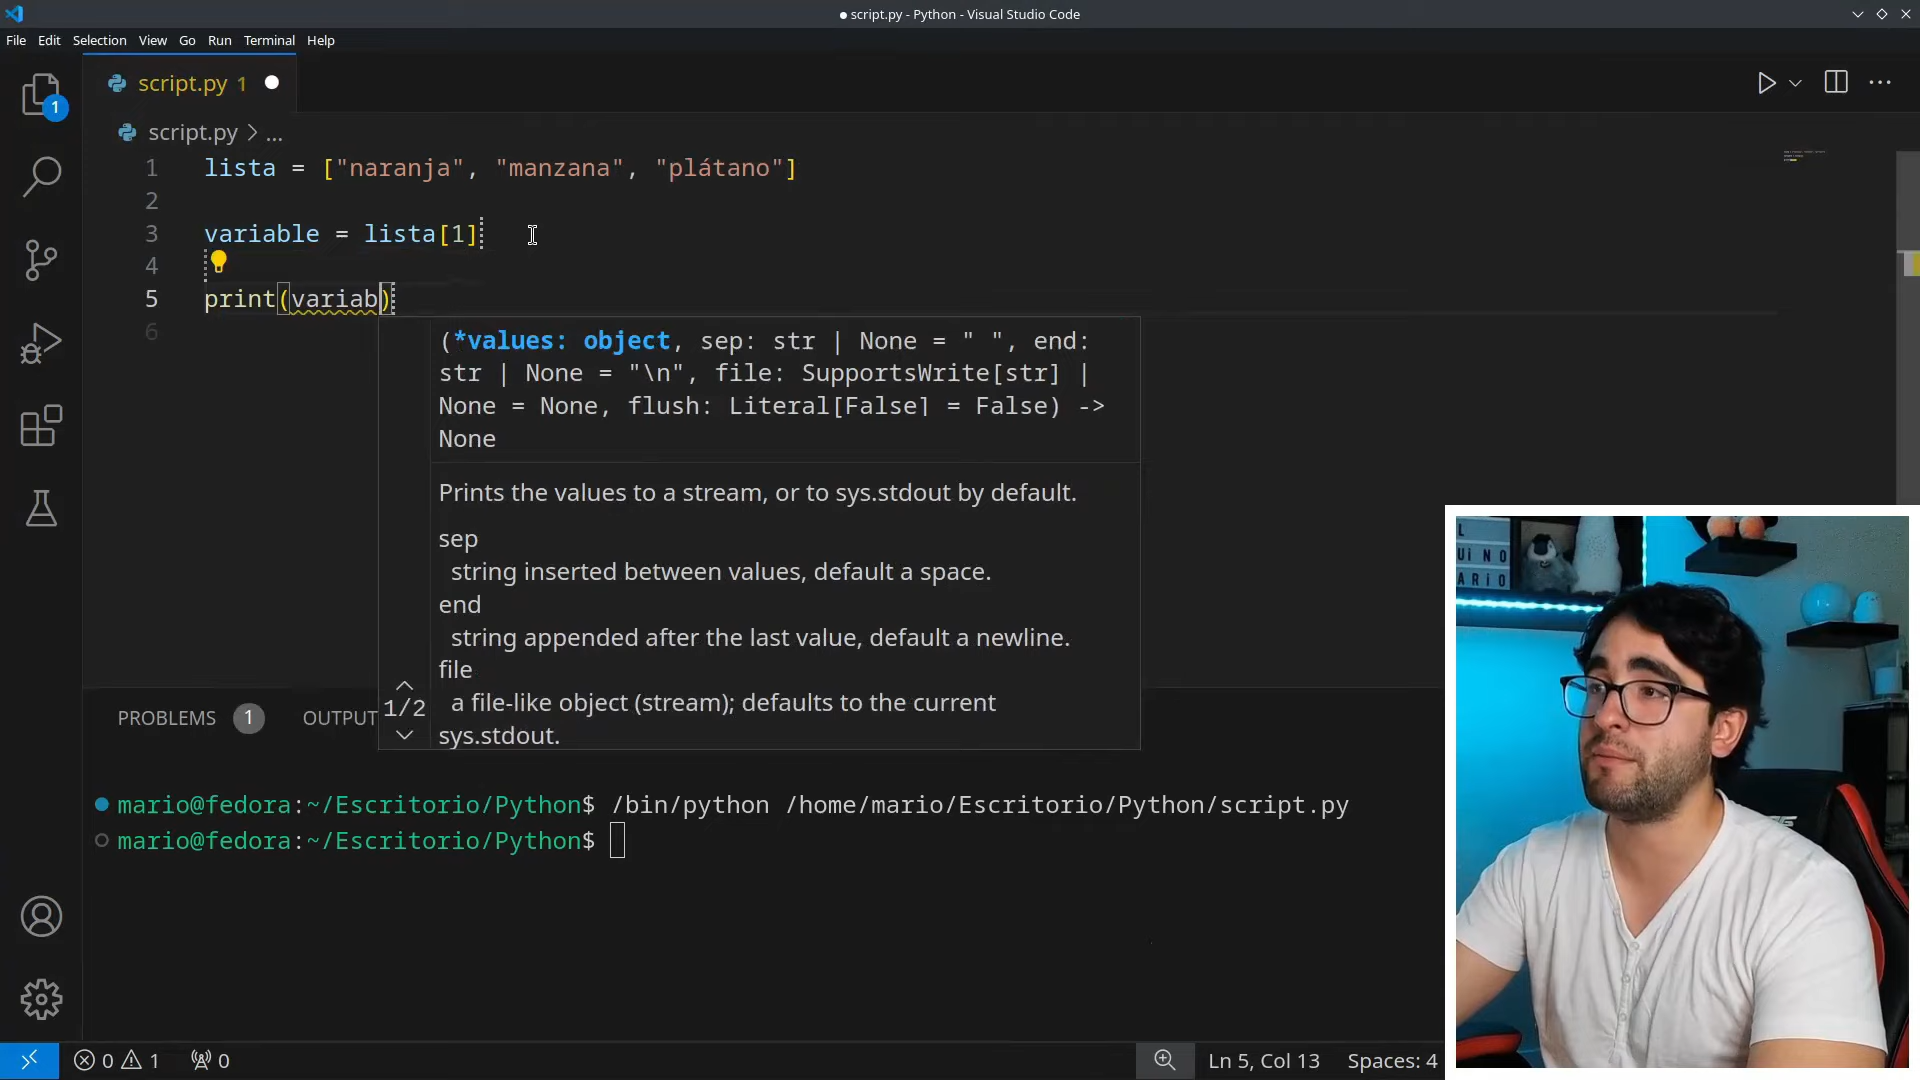 script.py - Python - Visual Studio Code
File Edit Selection View Go Run Terminal Help
script.py 1
1
script.py > ...
1 lista = ["naranja", "manzana", "plátano"]
2
3 variable = lista[1]
4
5 print(variab)
6
(*values: object, sep: str | None = " ", end:
str | None = "\n", file: SupportsWrite[str] |
None = None, flush: Literal[False] = False) ->
None
Prints the values to a stream, or to sys.stdout by default.
sep
string inserted between values, default a space.
end
string appended after the last value, default a newline.
file
a file-like object (stream); defaults to the current
sys.stdout.
1/2
PROBLEMS 1 OUTPUT
mario@fedora:~/Escritorio/Python$ /bin/python /home/mario/Escritorio/Python/script.py
mario@fedora:~/Escritorio/Python$
L
Ui NO
ARiO
0 1 0 Ln 5, Col 13 Spaces: 4